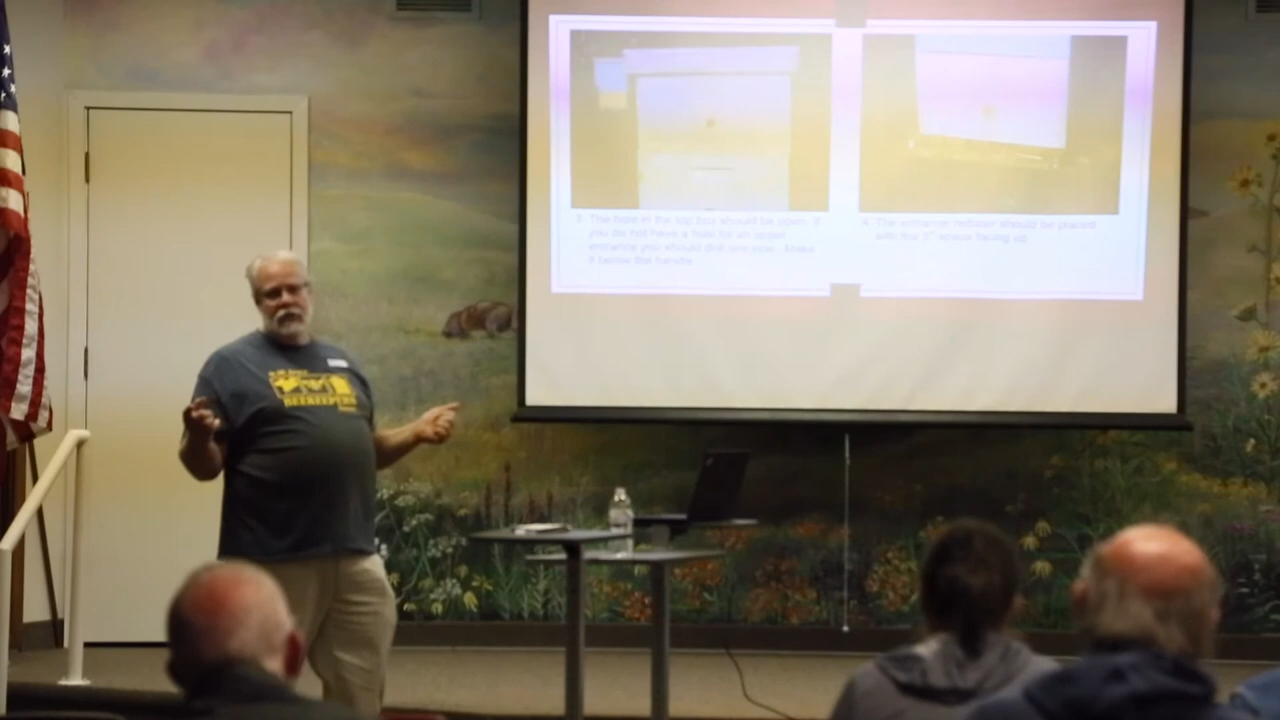 BEEKEEPERS
3. The hole in the top box should be open. If
you do not have a hole for an upper
entrance you should drill one now. Make
it below the handle
4. The entrance reducer should be placed
with the 3" space facing up